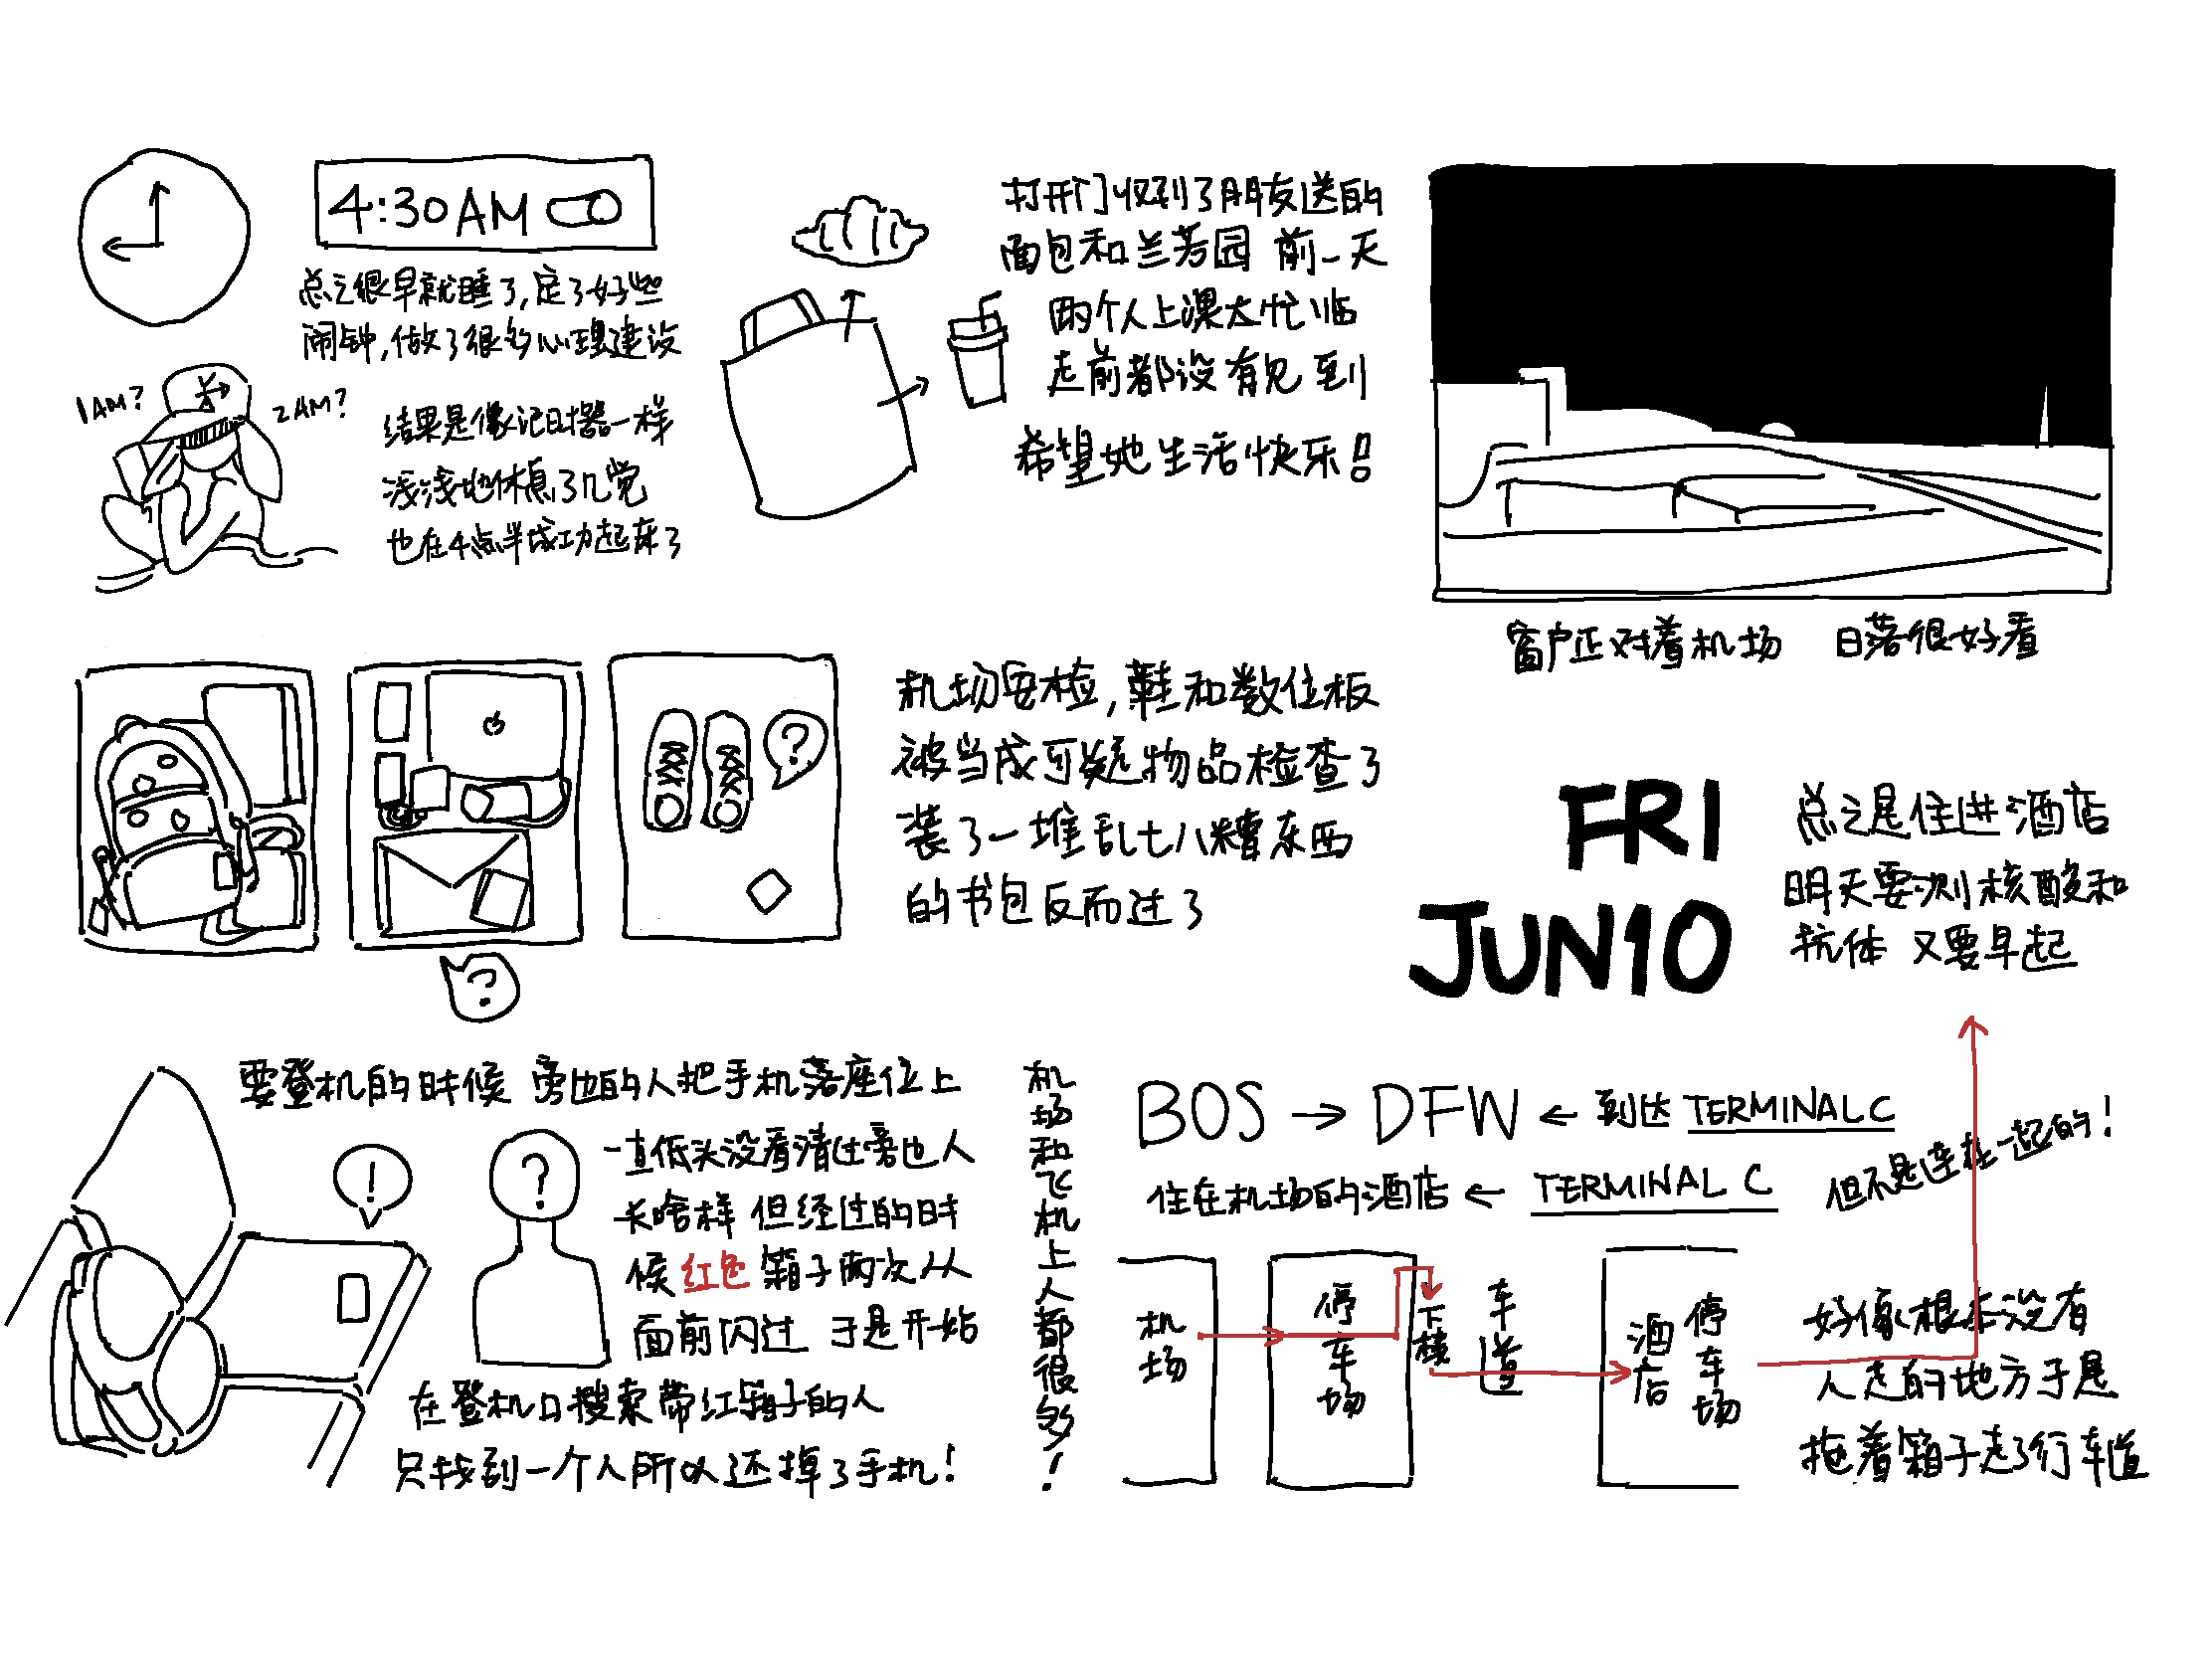 4:30AM
总之很早就睡了,定了好些
闹钟,做了很多心理建设
1AM?
2AM?
结果是像记时器一样
浅浅地休息了几觉
也在4点半成功起来了
打开门收到了朋友送的
面包和兰芳园 前一天
两个人上课太忙临
走前都没有见到
希望她生活快乐!
窗户正对着机场 日落很好看
?
?
机场安检,鞋和数位板
被当成可疑物品检查了
装了一堆乱七八糟东西
的书包反而过了
FRI
JUN10
总之是住进酒店
明天要测核酸和
抗体 又要早起
要登机的时候 旁边的人把手机落座位上
!
?
一直低头没看清过旁边人
长啥样 但经过的时
候红色箱子两次从
面前闪过 于是开始
在登机口搜索带红箱子的人
只找到一个人所以还掉了手机!
机场和飞机上人都很多!
BOS → DFW ← 到达 TERMINAL C
住在机场的酒店 ← TERMINAL C
但不是连在一起的!
机场
停车场
下楼
车道
酒店
停车场
好像根本没有
人走的地方于是
拖着箱子走了行车道